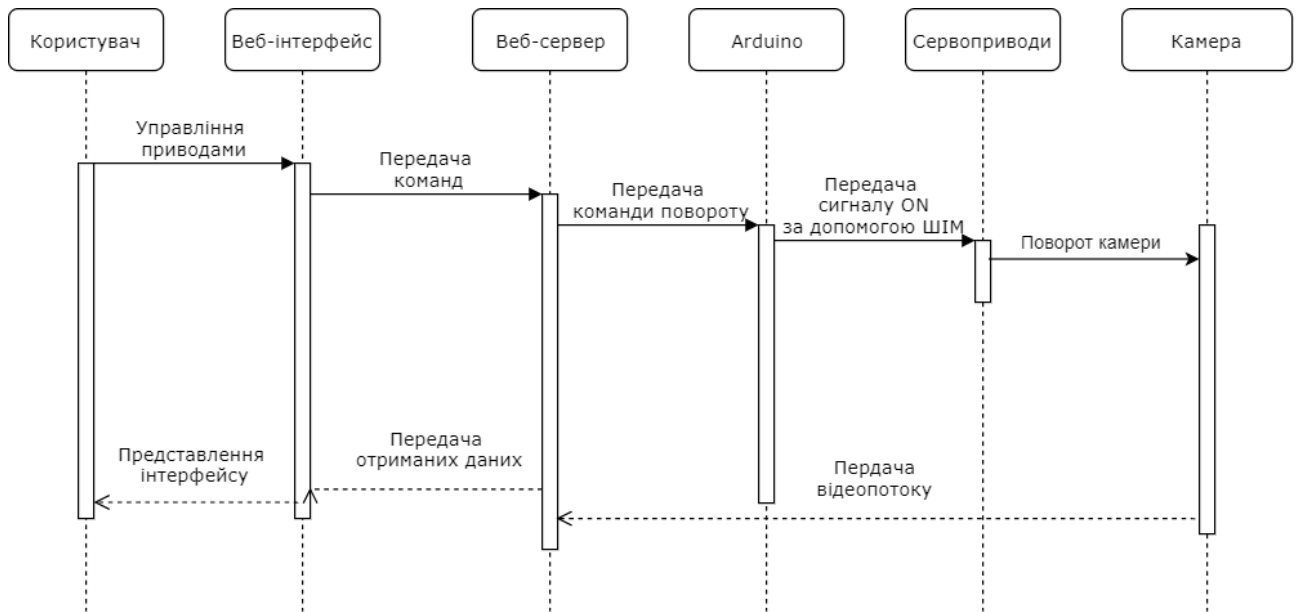 Користувач
Веб-інтерфейс
Веб-сервер
Arduino
Сервоприводи
Камера
Управління
приводами
Передача
команд
Передача
команди повороту
Передача
сигналу ON
за допомогою ШІМ
Поворот камери
Представлення
інтерфейсу
Передача
отриманих даних
Пердача
відеопотоку